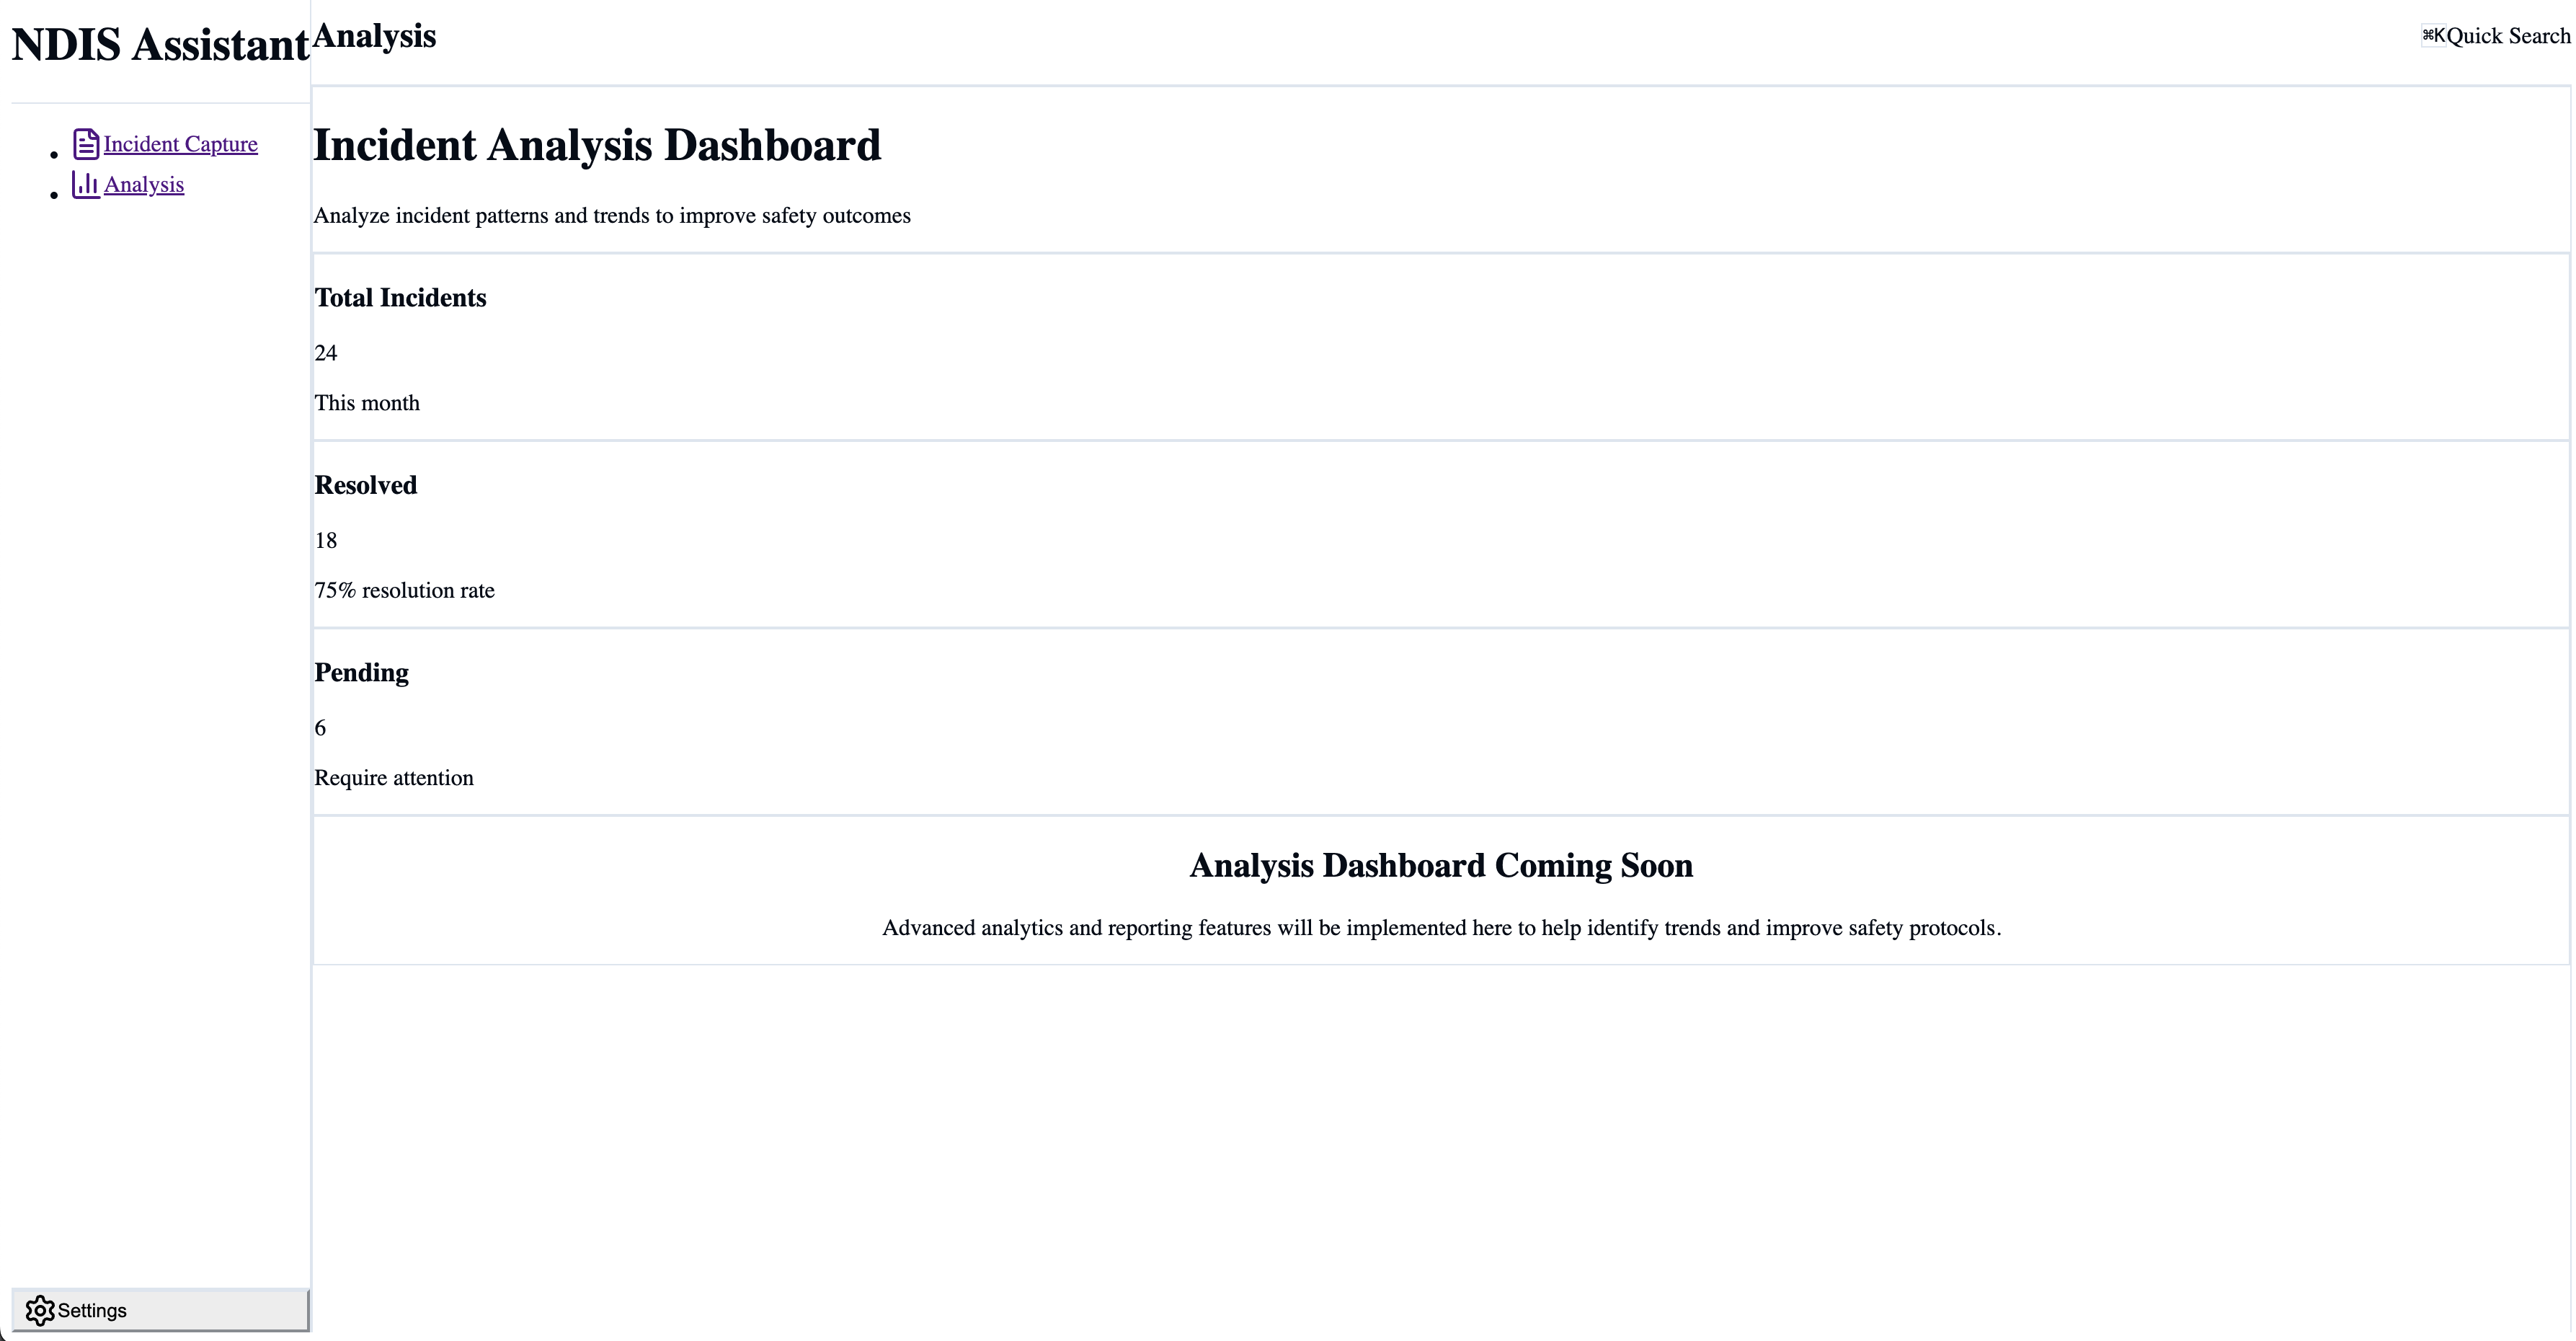 NDIS Assistant
Incident Capture
Analysis
Settings
Analysis
⌘K Quick Search
Incident Analysis Dashboard
Analyze incident patterns and trends to improve safety outcomes
Total Incidents
24
This month
Resolved
18
75% resolution rate
Pending
6
Require attention
Analysis Dashboard Coming Soon
Advanced analytics and reporting features will be implemented here to help identify trends and improve safety protocols.